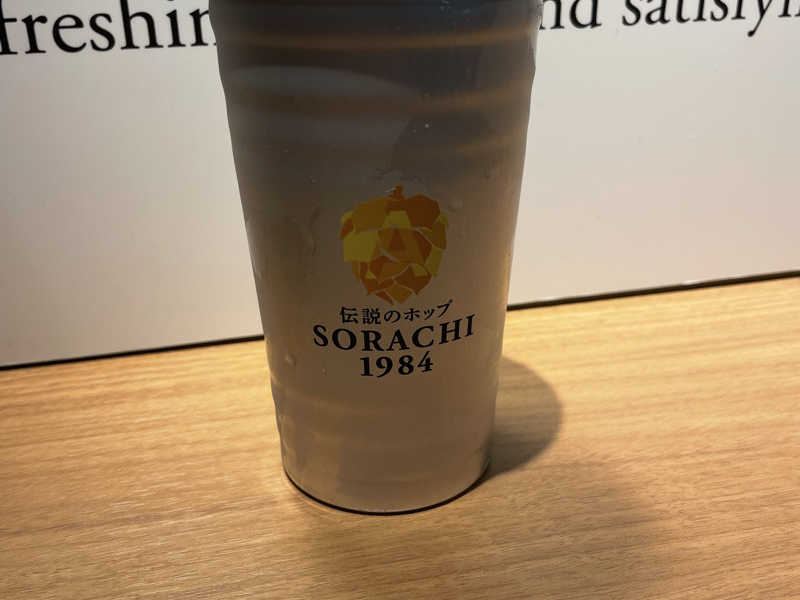 freshin
nd satisfyin
伝説のホップ
SORACHI
1984